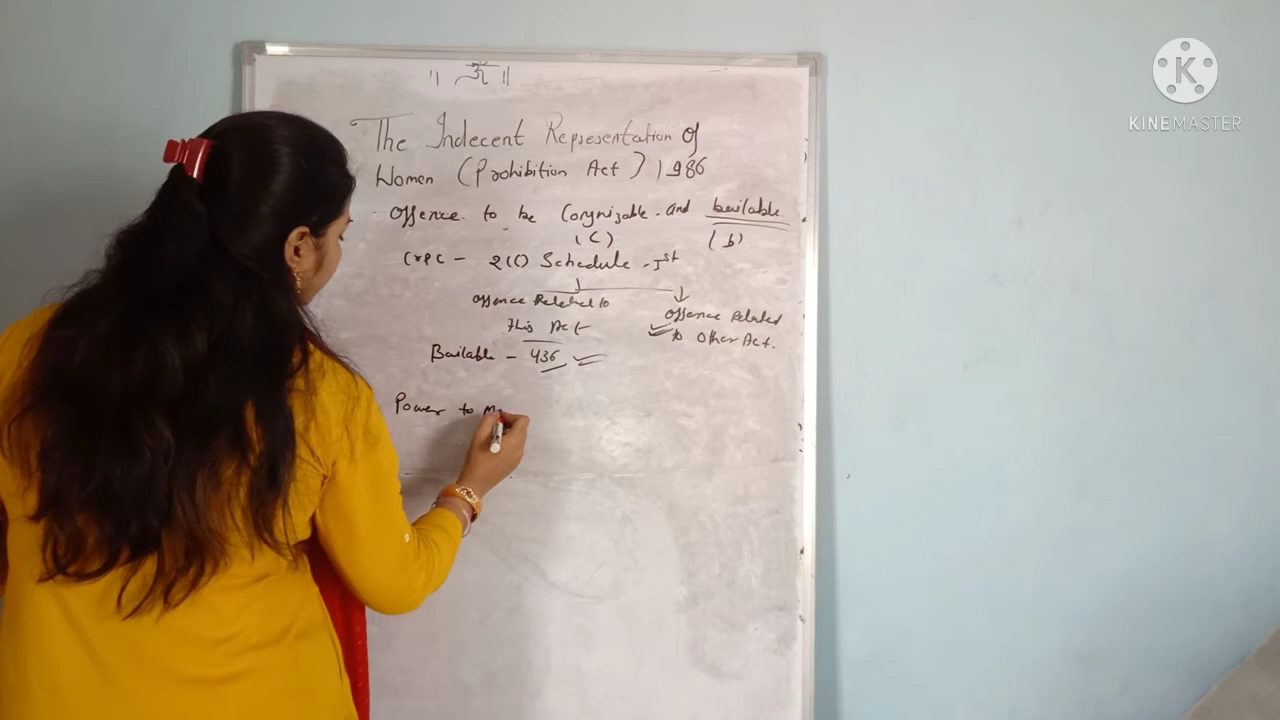 || ॐ ||
The Indecent Representation of
Women (Prohibition Act) 1986
Offence to be Cognizable and bailable
(C) (b)
CrPC - 2(C) Schedule - Ist
Offence Related to
this Act
Offence Related
to Other Act.
Bailable - 436
Power to M
KINEMASTER